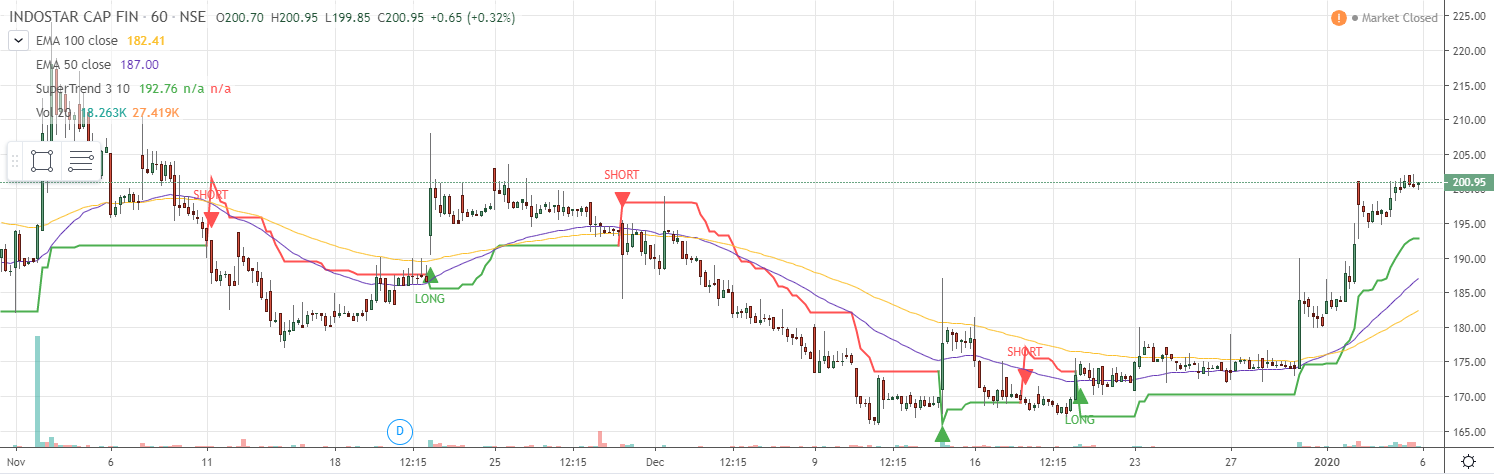 INDOSTAR CAP FIN · 60 · NSE O200.70 H200.95 L199.85 C200.95 +0.65 (+0.32%)
Market Closed
EMA 100 close 182.41
EMA 50 close 187.00
SuperTrend 3 10 192.76 n/a n/a
Vol 20 18.263K 27.419K
225.00
220.00
215.00
210.00
205.00
200.95
200.00
195.00
190.00
185.00
180.00
175.00
170.00
165.00
SHORT
SHORT
LONG
SHORT
LONG
D
Nov 6 11 18 12:15 25 12:15 Dec 12:15 9 12:15 16 12:15 23 27 12:15 2020 6